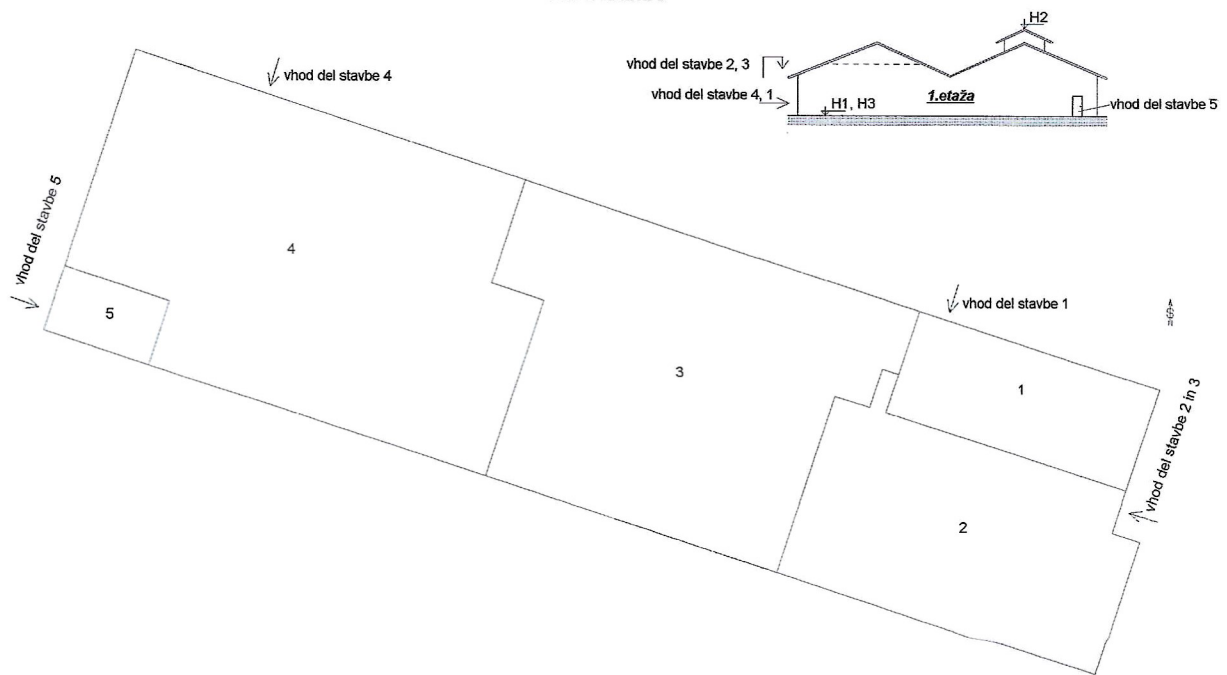 H2
vhod del stavbe 2, 3
vhod del stavbe 4, 1
H1, H3
1.etaža
vhod del stavbe 5
vhod del stavbe 4
vhod del stavbe 5
4
5
3
vhod del stavbe 1
1
vhod del stavbe 2 in 3
2